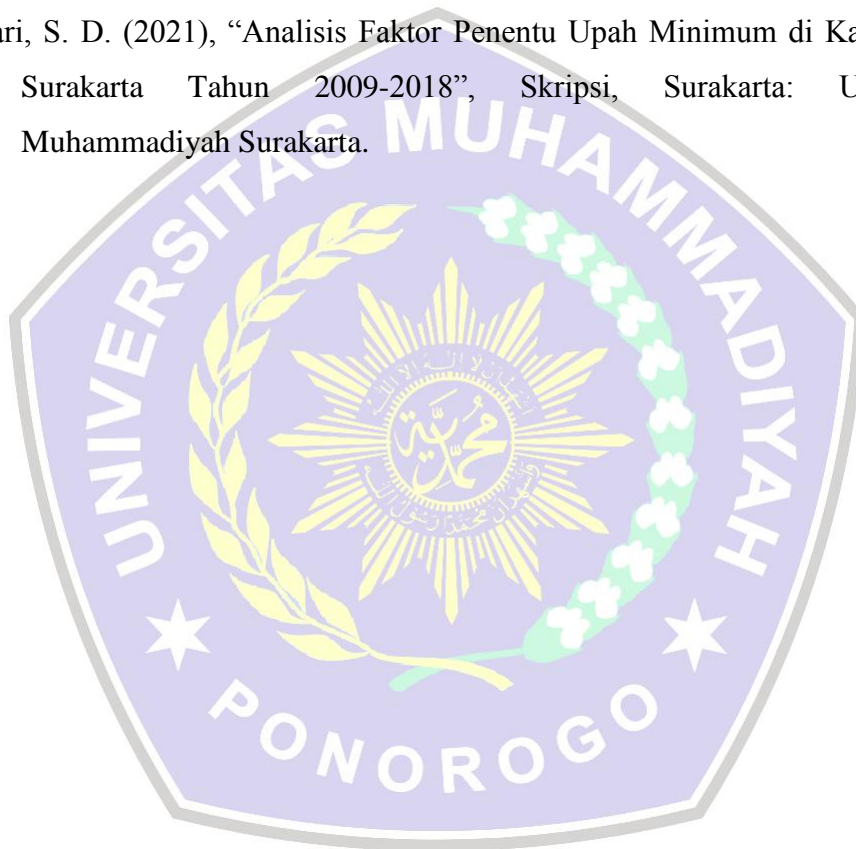 ari, S. D. (2021), “Analisis Faktor Penentu Upah Minimum di Ka
Surakarta Tahun 2009-2018”, Skripsi, Surakarta: U
Muhammadiyah Surakarta.
UNIVERSITAS MUHAMMADIYAH
محمدية
PONOROGO